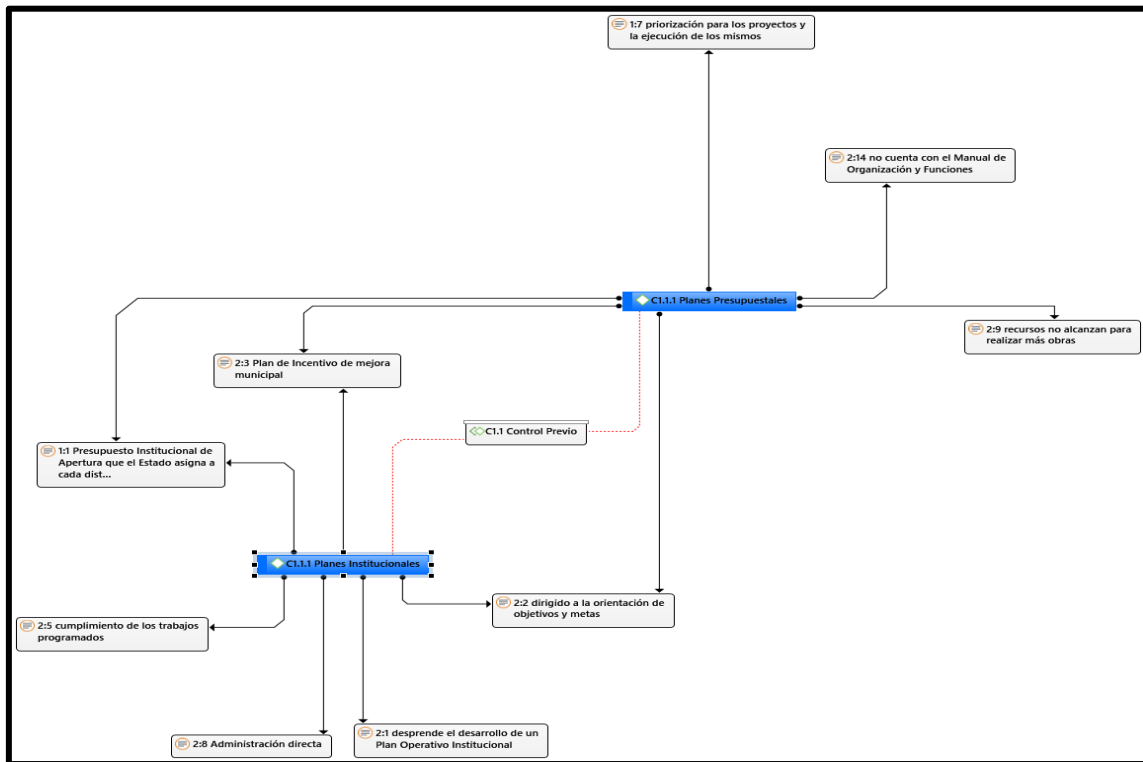 1:7 priorización para los proyectos y
la ejecución de los mismos
2:14 no cuenta con el Manual de
Organización y Funciones
C1.1.1 Planes Presupuestales
2:9 recursos no alcanzan para
realizar más obras
2:3 Plan de Incentivo de mejora
municipal
C1.1 Control Previo
1:1 Presupuesto Institucional de
Apertura que el Estado asigna a
cada dist...
C1.1.1 Planes Institucionales
2:2 dirigido a la orientación de
objetivos y metas
2:5 cumplimiento de los trabajos
programados
2:8 Administración directa
2:1 desprende el desarrollo de un
Plan Operativo Institucional